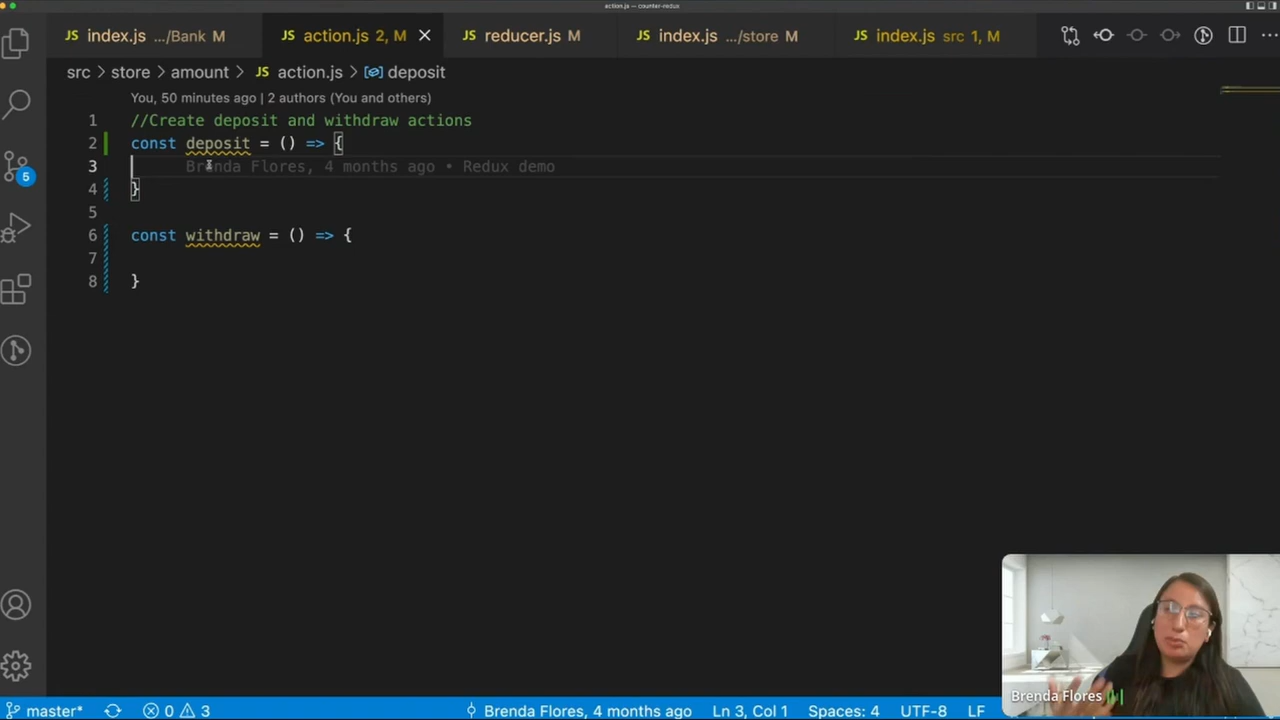 action.js — counter-redux
JS index.js .../Bank M
JS action.js 2, M
JS reducer.js M
JS index.js .../store M
JS index.js src 1, M
src > store > amount > JS action.js > deposit
You, 50 minutes ago | 2 authors (You and others)
1 //Create deposit and withdraw actions
2 const deposit = () => {
3 Brenda Flores, 4 months ago • Redux demo
4 }
5
6 const withdraw = () => {
7
8 }
5
Brenda Flores
master* 0 3 Brenda Flores, 4 months ago Ln 3, Col 1 Spaces: 4 UTF-8 LF